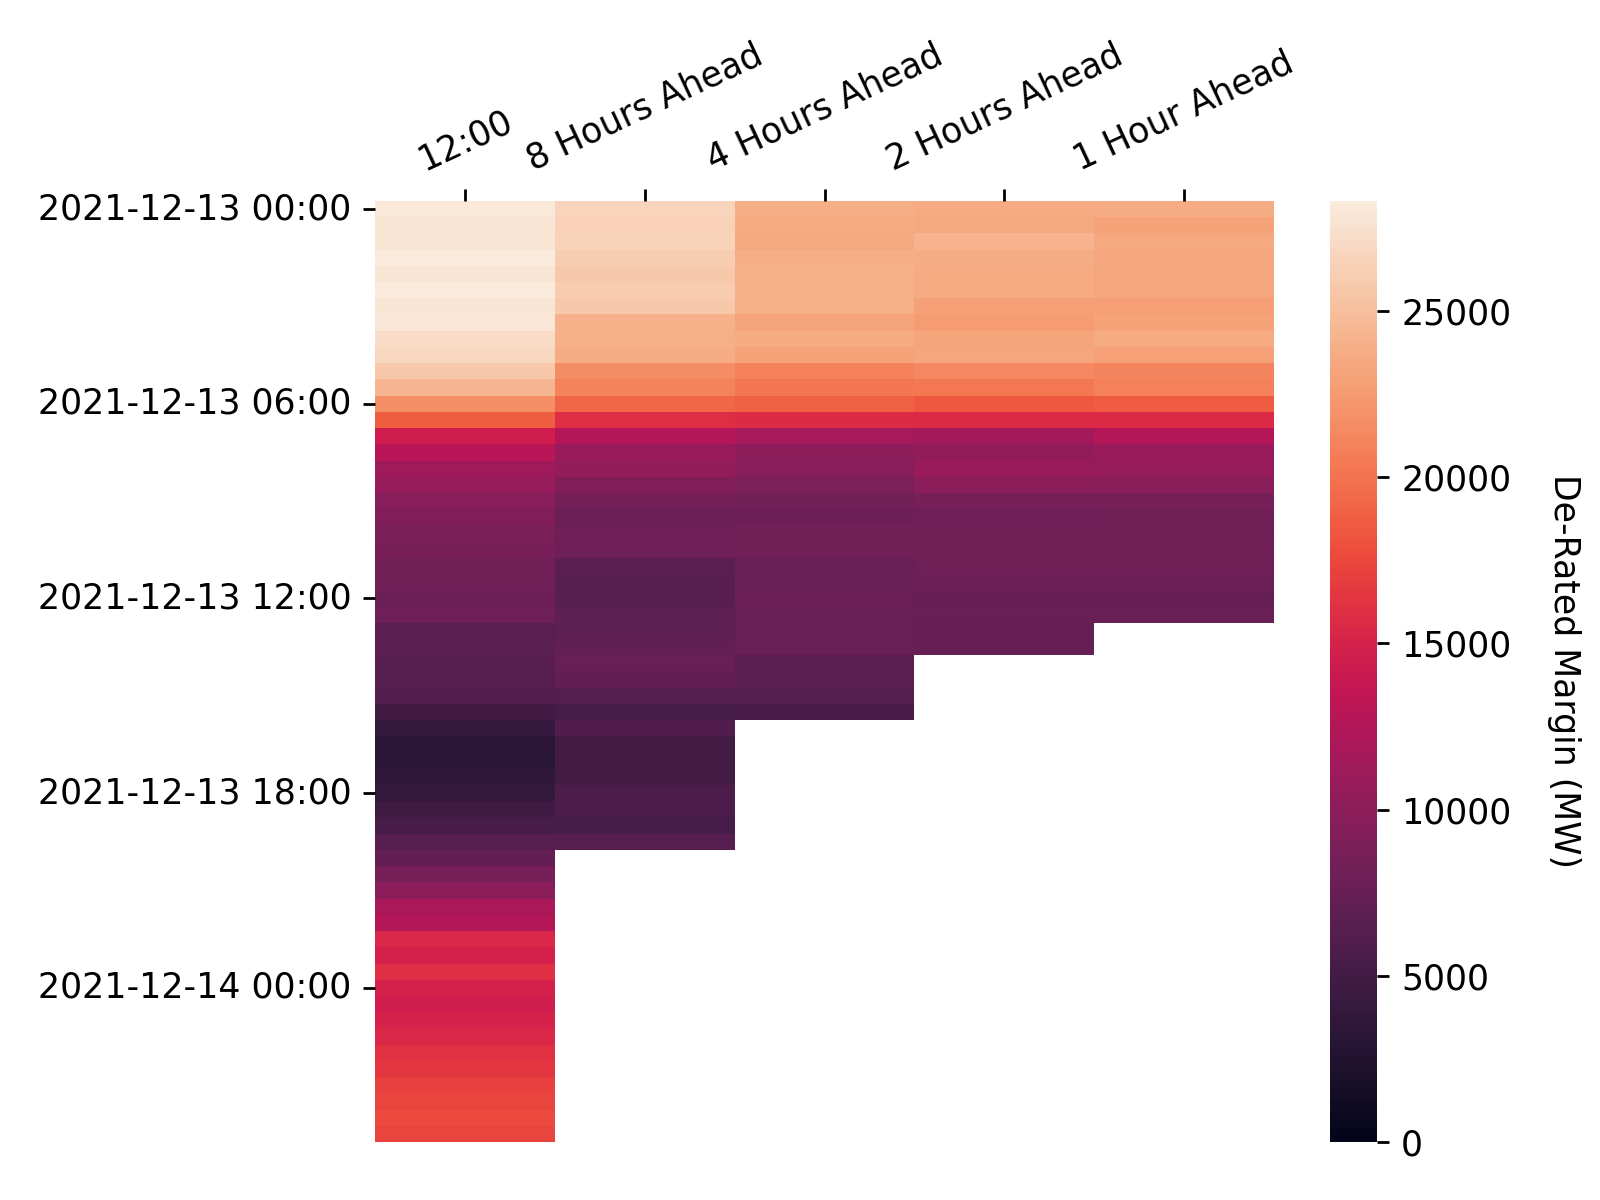 12:00
8 Hours Ahead
4 Hours Ahead
2 Hours Ahead
1 Hour Ahead
2021-12-13 00:00
2021-12-13 06:00
2021-12-13 12:00
2021-12-13 18:00
2021-12-14 00:00
25000
20000
15000
10000
5000
0
De-Rated Margin (MW)